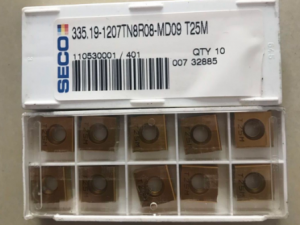 SECO
335.19-1207TN8R08-MD09 T25M
110530001 / 401
QTY 10
007 32885